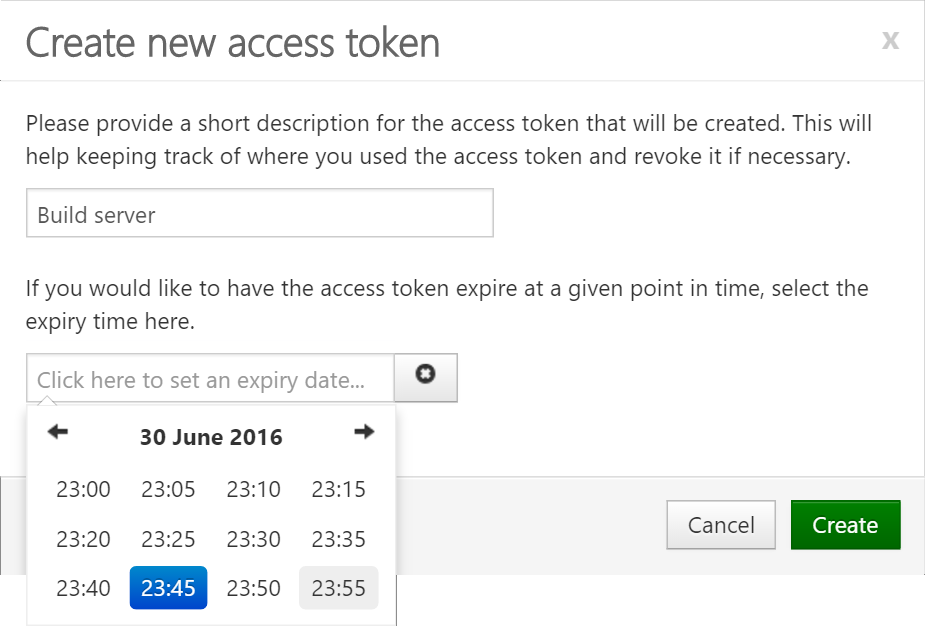 Create new access token
x
Please provide a short description for the access token that will be created. This will
help keeping track of where you used the access token and revoke it if necessary.
Build server
If you would like to have the access token expire at a given point in time, select the
expiry time here.
Click here to set an expiry date...
30 June 2016
23:00 23:05 23:10 23:15
23:20 23:25 23:30 23:35
23:40 23:45 23:50 23:55
Cancel Create